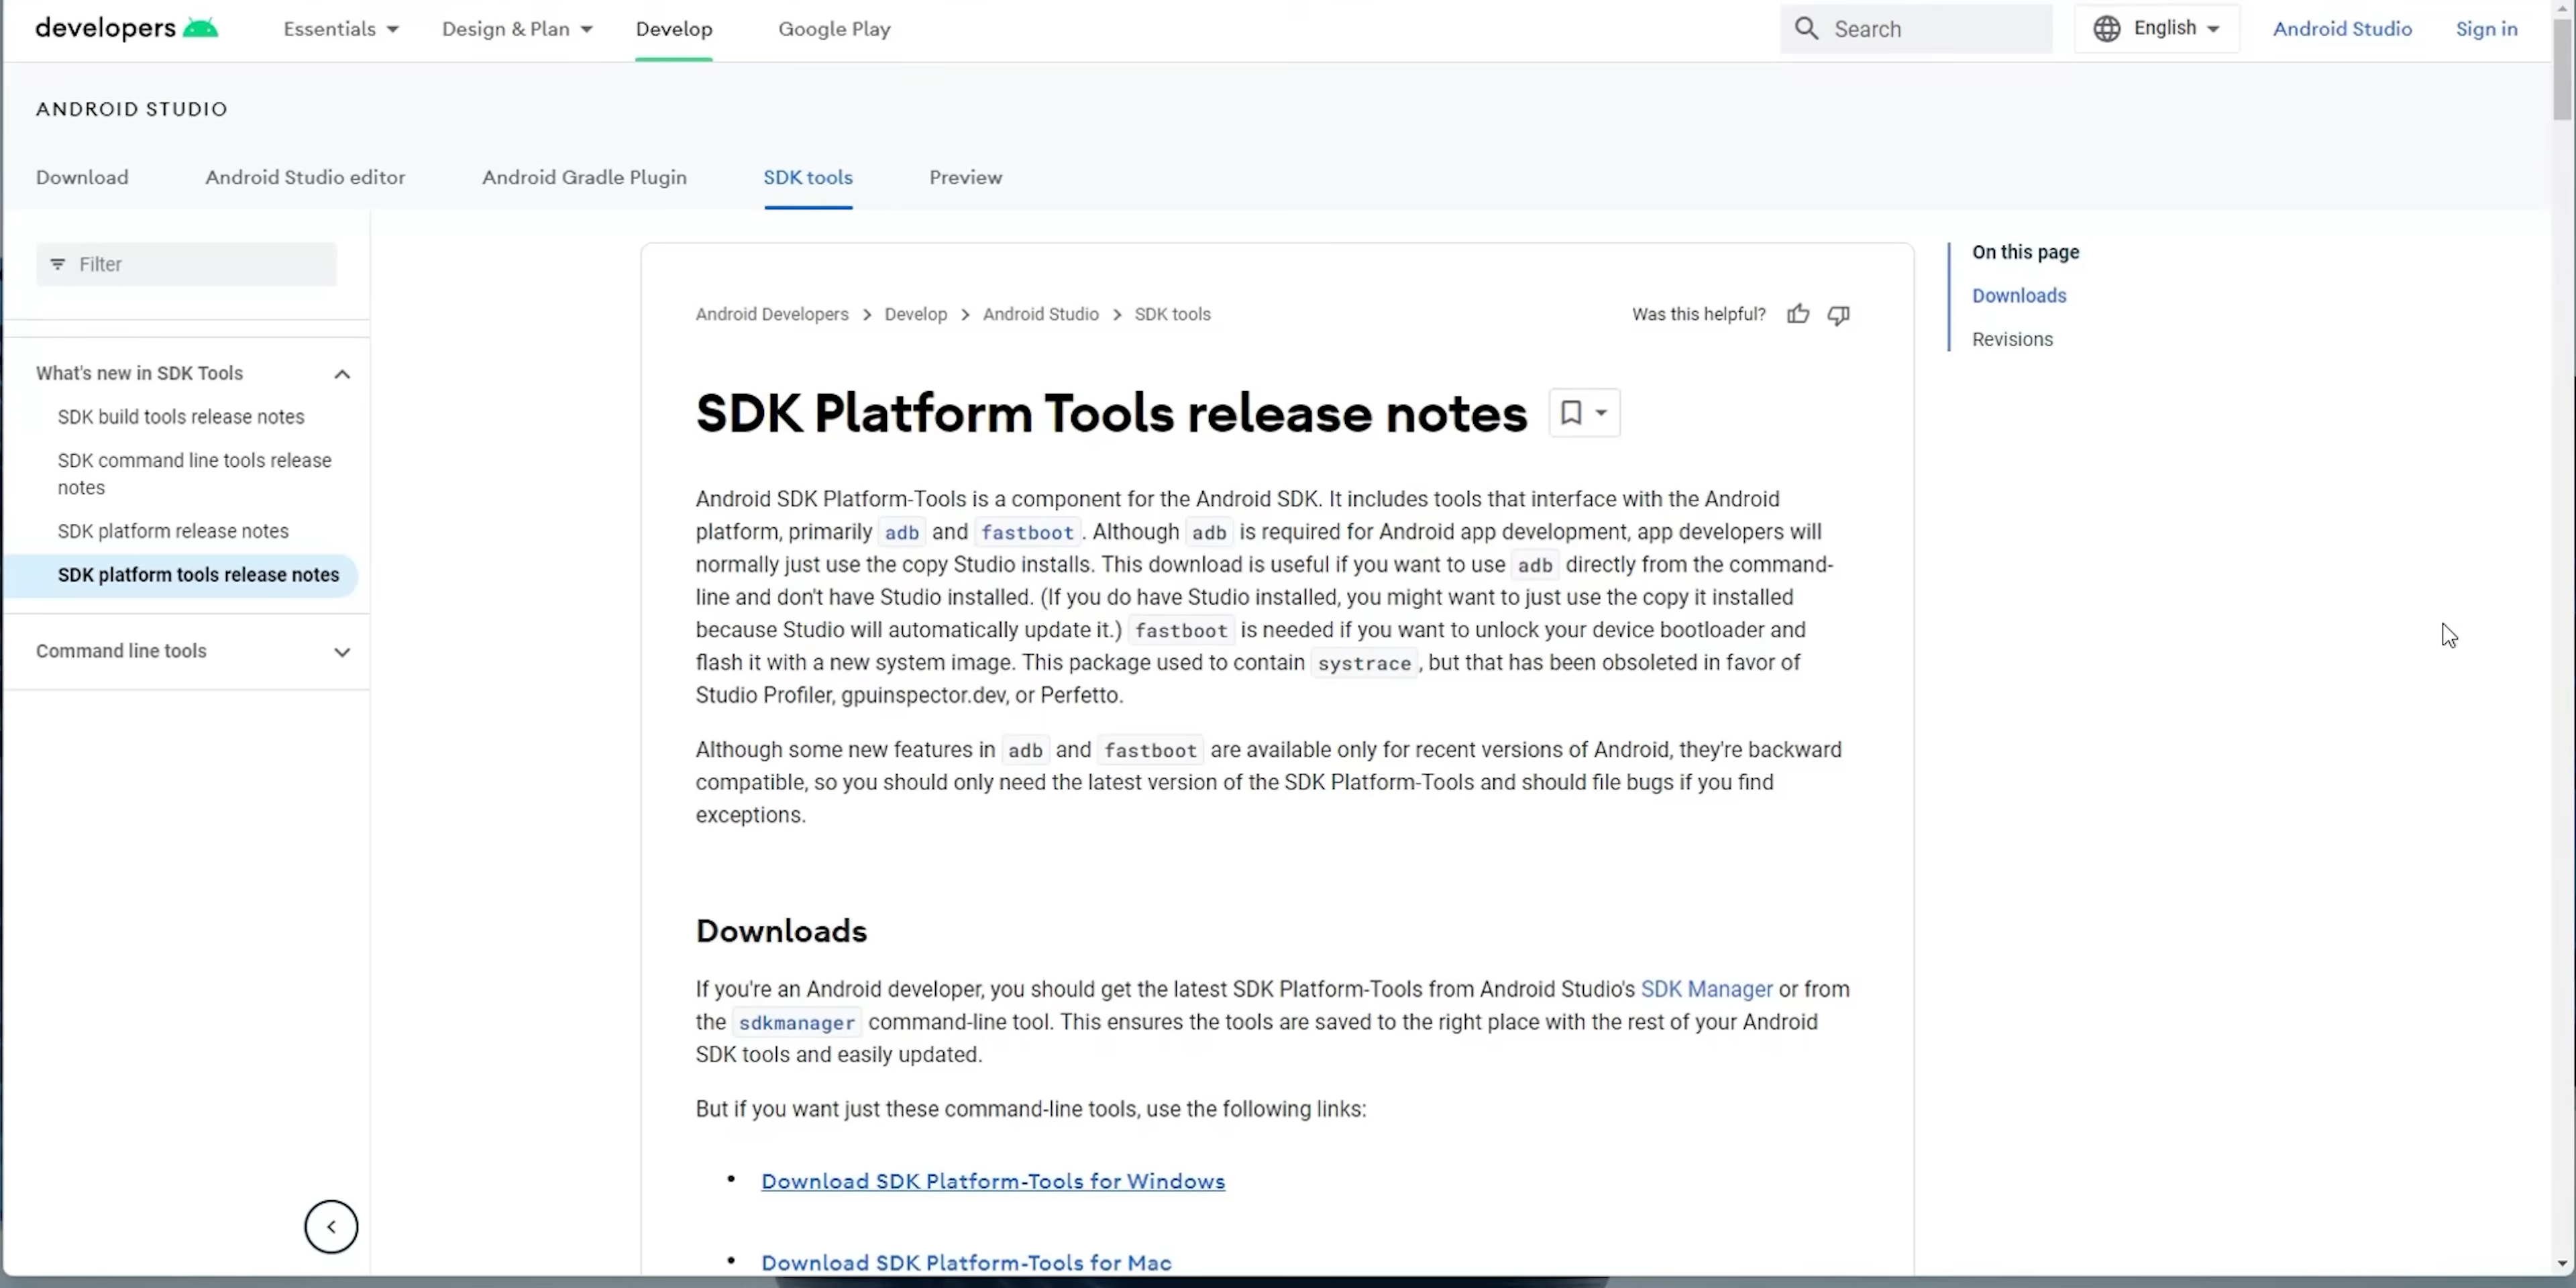 developers
Essentials
Design & Plan
Develop
Google Play
Search
English
Android Studio
Sign in
ANDROID STUDIO
Download
Android Studio editor
Android Gradle Plugin
SDK tools
Preview
Filter
What's new in SDK Tools
SDK build tools release notes
SDK command line tools release
notes
SDK platform release notes
SDK platform tools release notes
Command line tools
Android Developers > Develop > Android Studio > SDK tools
Was this helpful?
SDK Platform Tools release notes
Android SDK Platform-Tools is a component for the Android SDK. It includes tools that interface with the Android
platform, primarily adb and fastboot. Although adb is required for Android app development, app developers will
normally just use the copy Studio installs. This download is useful if you want to use adb directly from the command-
line and don't have Studio installed. (If you do have Studio installed, you might want to just use the copy it installed
because Studio will automatically update it.) fastboot is needed if you want to unlock your device bootloader and
flash it with a new system image. This package used to contain systrace, but that has been obsoleted in favor of
Studio Profiler, gpuinspector.dev, or Perfetto.
Although some new features in adb and fastboot are available only for recent versions of Android, they're backward
compatible, so you should only need the latest version of the SDK Platform-Tools and should file bugs if you find
exceptions.
Downloads
If you're an Android developer, you should get the latest SDK Platform-Tools from Android Studio's SDK Manager or from
the sdkmanager command-line tool. This ensures the tools are saved to the right place with the rest of your Android
SDK tools and easily updated.
But if you want just these command-line tools, use the following links:
• Download SDK Platform-Tools for Windows
• Download SDK Platform-Tools for Mac
On this page
Downloads
Revisions